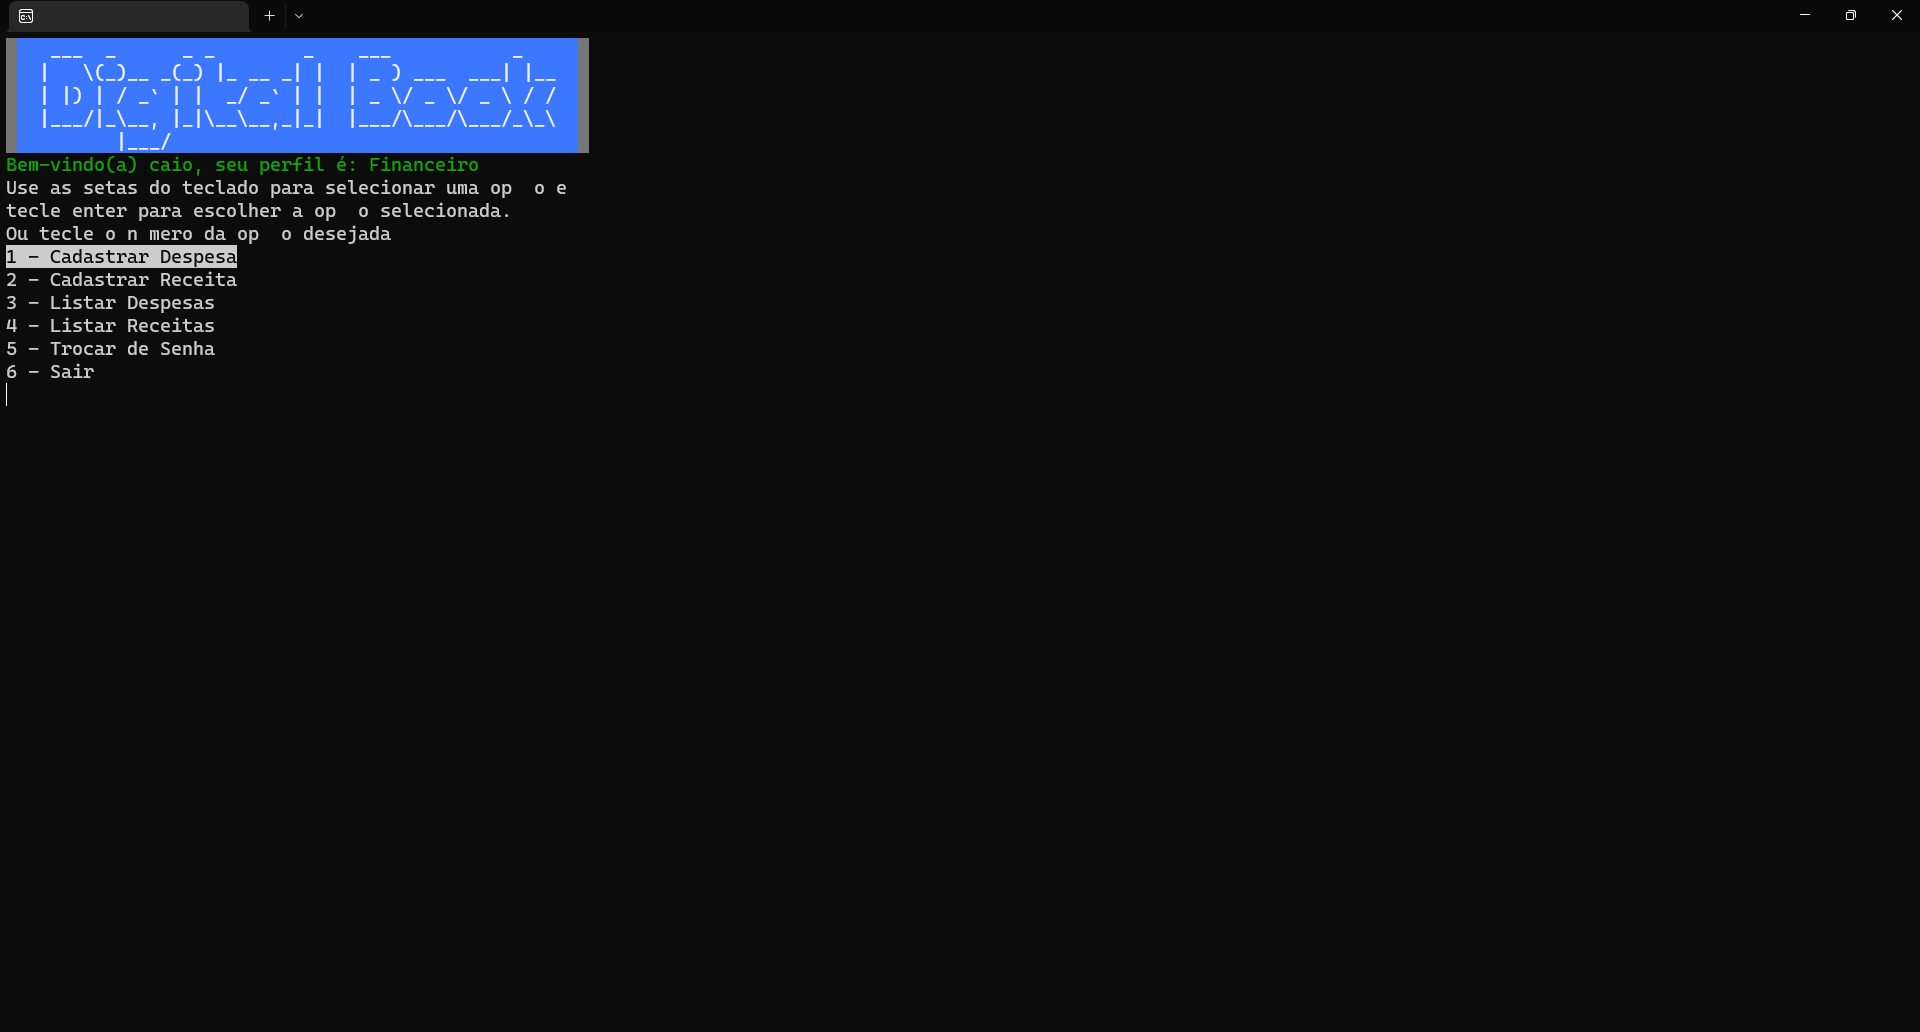 Digital Book
Bem-vindo(a) caio, seu perfil é: Financeiro
Use as setas do teclado para selecionar uma op  o e
tecle enter para escolher a op  o selecionada.
Ou tecle o n mero da op  o desejada
1 - Cadastrar Despesa
2 - Cadastrar Receita
3 - Listar Despesas
4 - Listar Receitas
5 - Trocar de Senha
6 - Sair